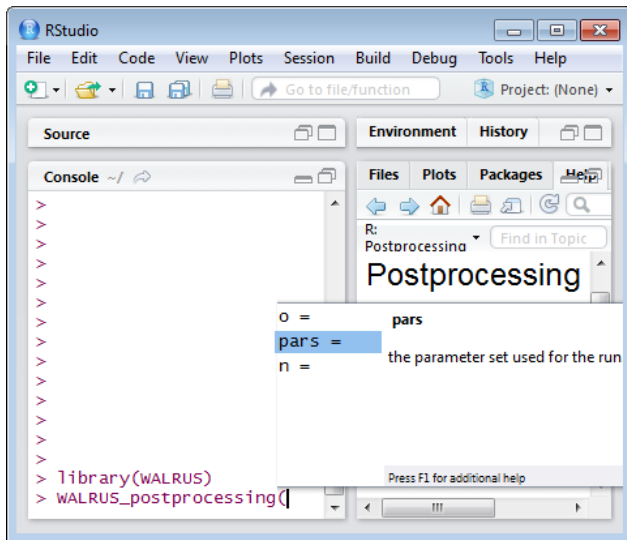 RStudio
File Edit Code View Plots Session Build Debug Tools Help
Go to file/function Project: (None)
Source
Environment History
Console ~/
Files Plots Packages Help
R: Postprocessing Find in Topic
Postprocessing
>
>
>
>
>
>
>
>
>
>
>
>
>
>
> library(WALRUS)
> WALRUS_postprocessing(
o =
pars =
n =
pars
the parameter set used for the run
Press F1 for additional help